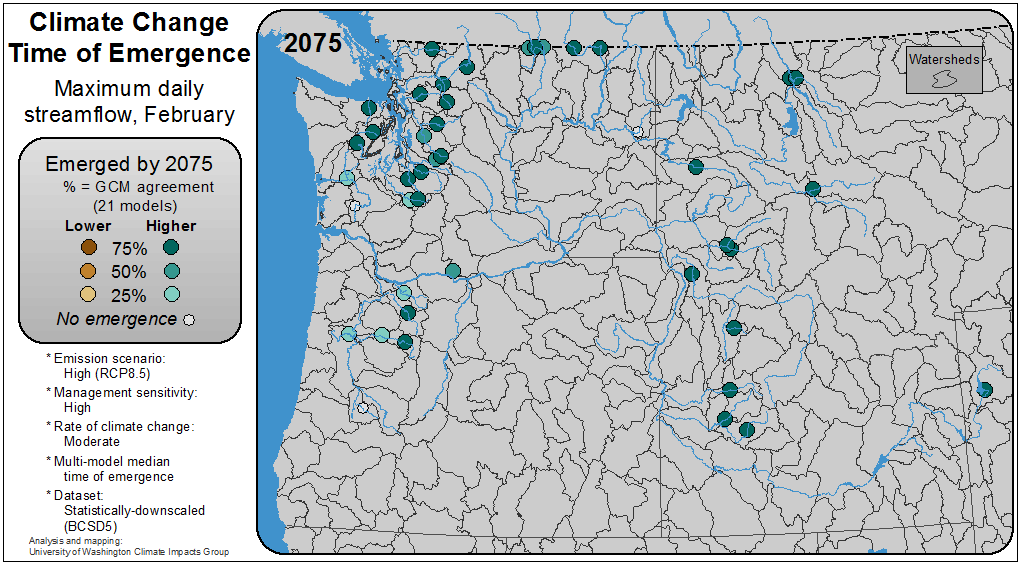 Climate Change
Time of Emergence
Maximum daily
streamflow, February
Emerged by 2075
% = GCM agreement
(21 models)
Lower Higher
75%
50%
25%
No emergence
* Emission scenario:
High (RCP8.5)
* Management sensitivity:
High
* Rate of climate change:
Moderate
* Multi-model median
time of emergence
* Dataset:
Statistically-downscaled
(BCSD5)
Analysis and mapping:
University of Washington Climate Impacts Group
2075
Watersheds